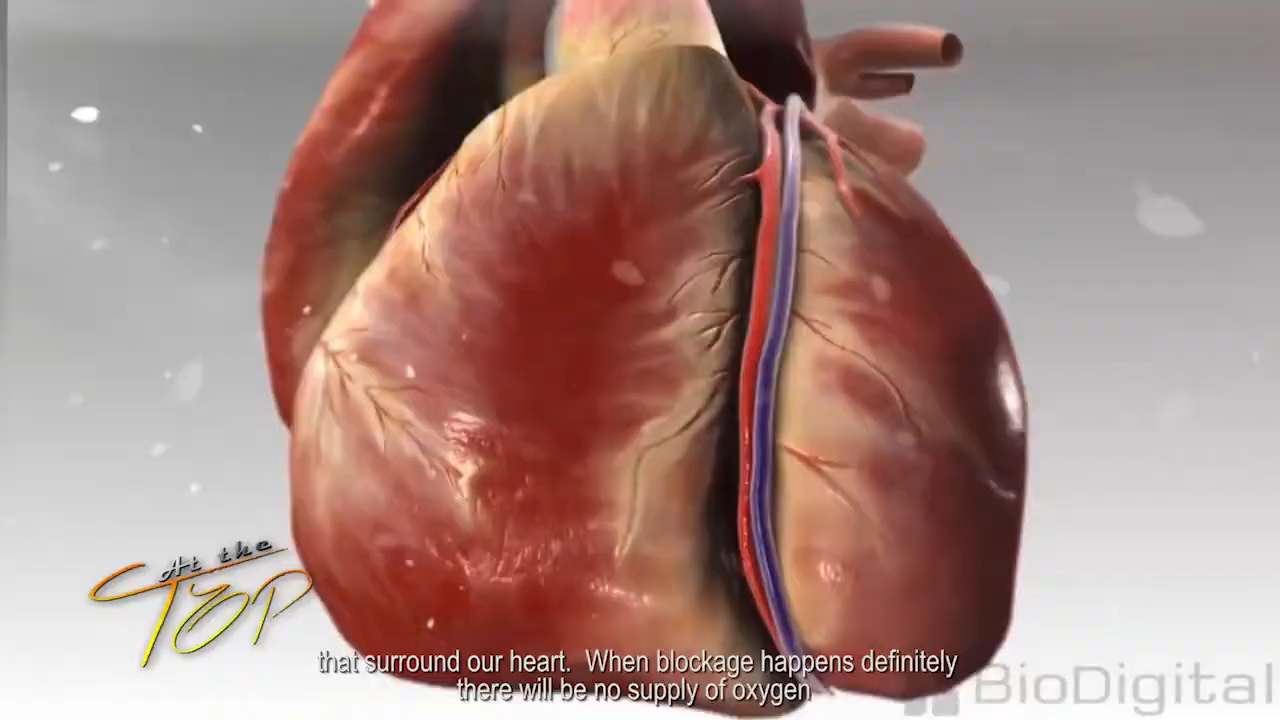 At the
TOP
that surround our heart.  When blockage happens definitely
there will be no supply of oxygen
BioDigital